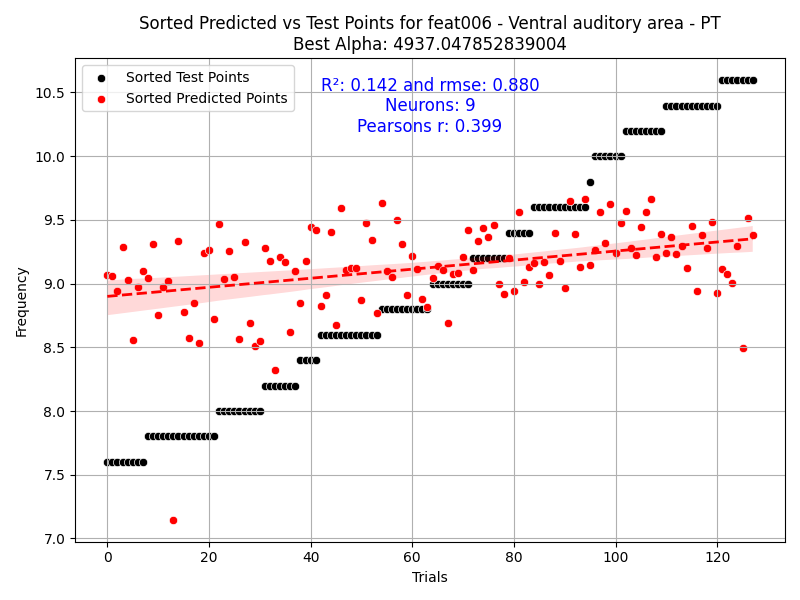 Sorted Predicted vs Test Points for feat006 - Ventral auditory area - PT
Best Alpha: 4937.047852839004
Sorted Test Points
Sorted Predicted Points
R²: 0.142 and rmse: 0.880
Neurons: 9
Pearsons r: 0.399
Frequency
10.5
10.0
9.5
9.0
8.5
8.0
7.5
7.0
0 20 40 60 80 100 120
Trials